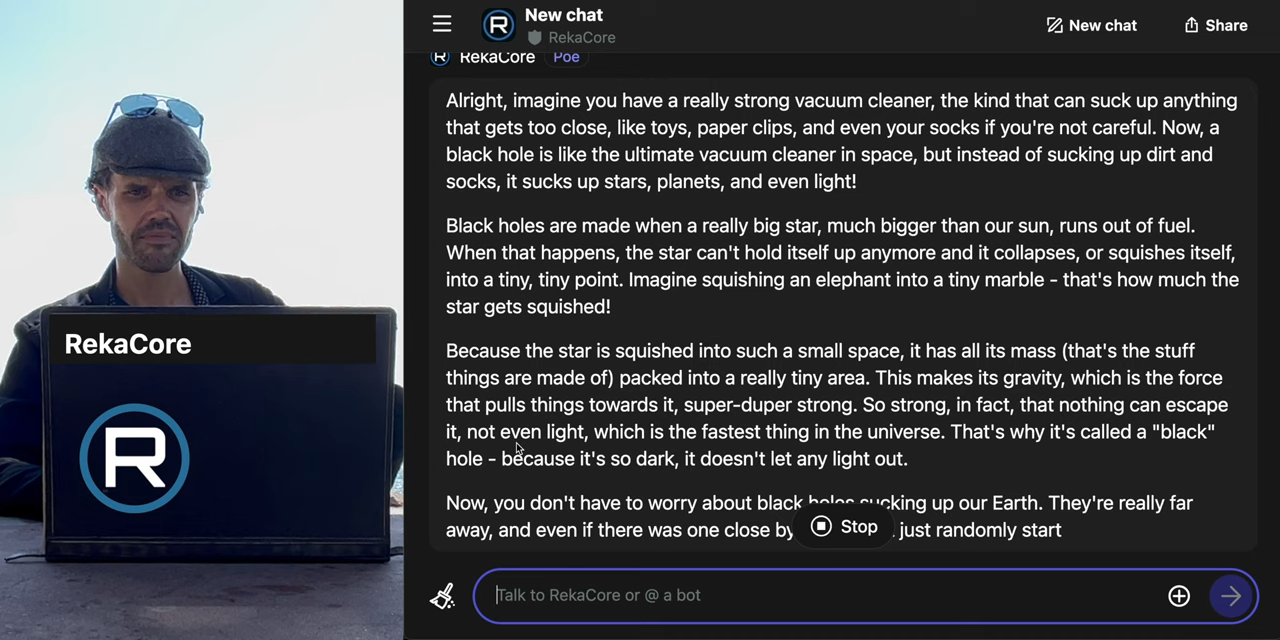 New chat
RekaCore
New chat
Share
RekaCore Poe
Alright, imagine you have a really strong vacuum cleaner, the kind that can suck up anything
that gets too close, like toys, paper clips, and even your socks if you're not careful. Now, a
black hole is like the ultimate vacuum cleaner in space, but instead of sucking up dirt and
socks, it sucks up stars, planets, and even light!
Black holes are made when a really big star, much bigger than our sun, runs out of fuel.
When that happens, the star can't hold itself up anymore and it collapses, or squishes itself,
into a tiny, tiny point. Imagine squishing an elephant into a tiny marble - that's how much the
star gets squished!
Because the star is squished into such a small space, it has all its mass (that's the stuff
things are made of) packed into a really tiny area. This makes its gravity, which is the force
that pulls things towards it, super-duper strong. So strong, in fact, that nothing can escape
it, not even light, which is the fastest thing in the universe. That's why it's called a "black"
hole - because it's so dark, it doesn't let any light out.
Now, you don't have to worry about black holes sucking up our Earth. They're really far
away, and even if there was one close by just randomly start
Stop
Talk to RekaCore or @ a bot
RekaCore
R